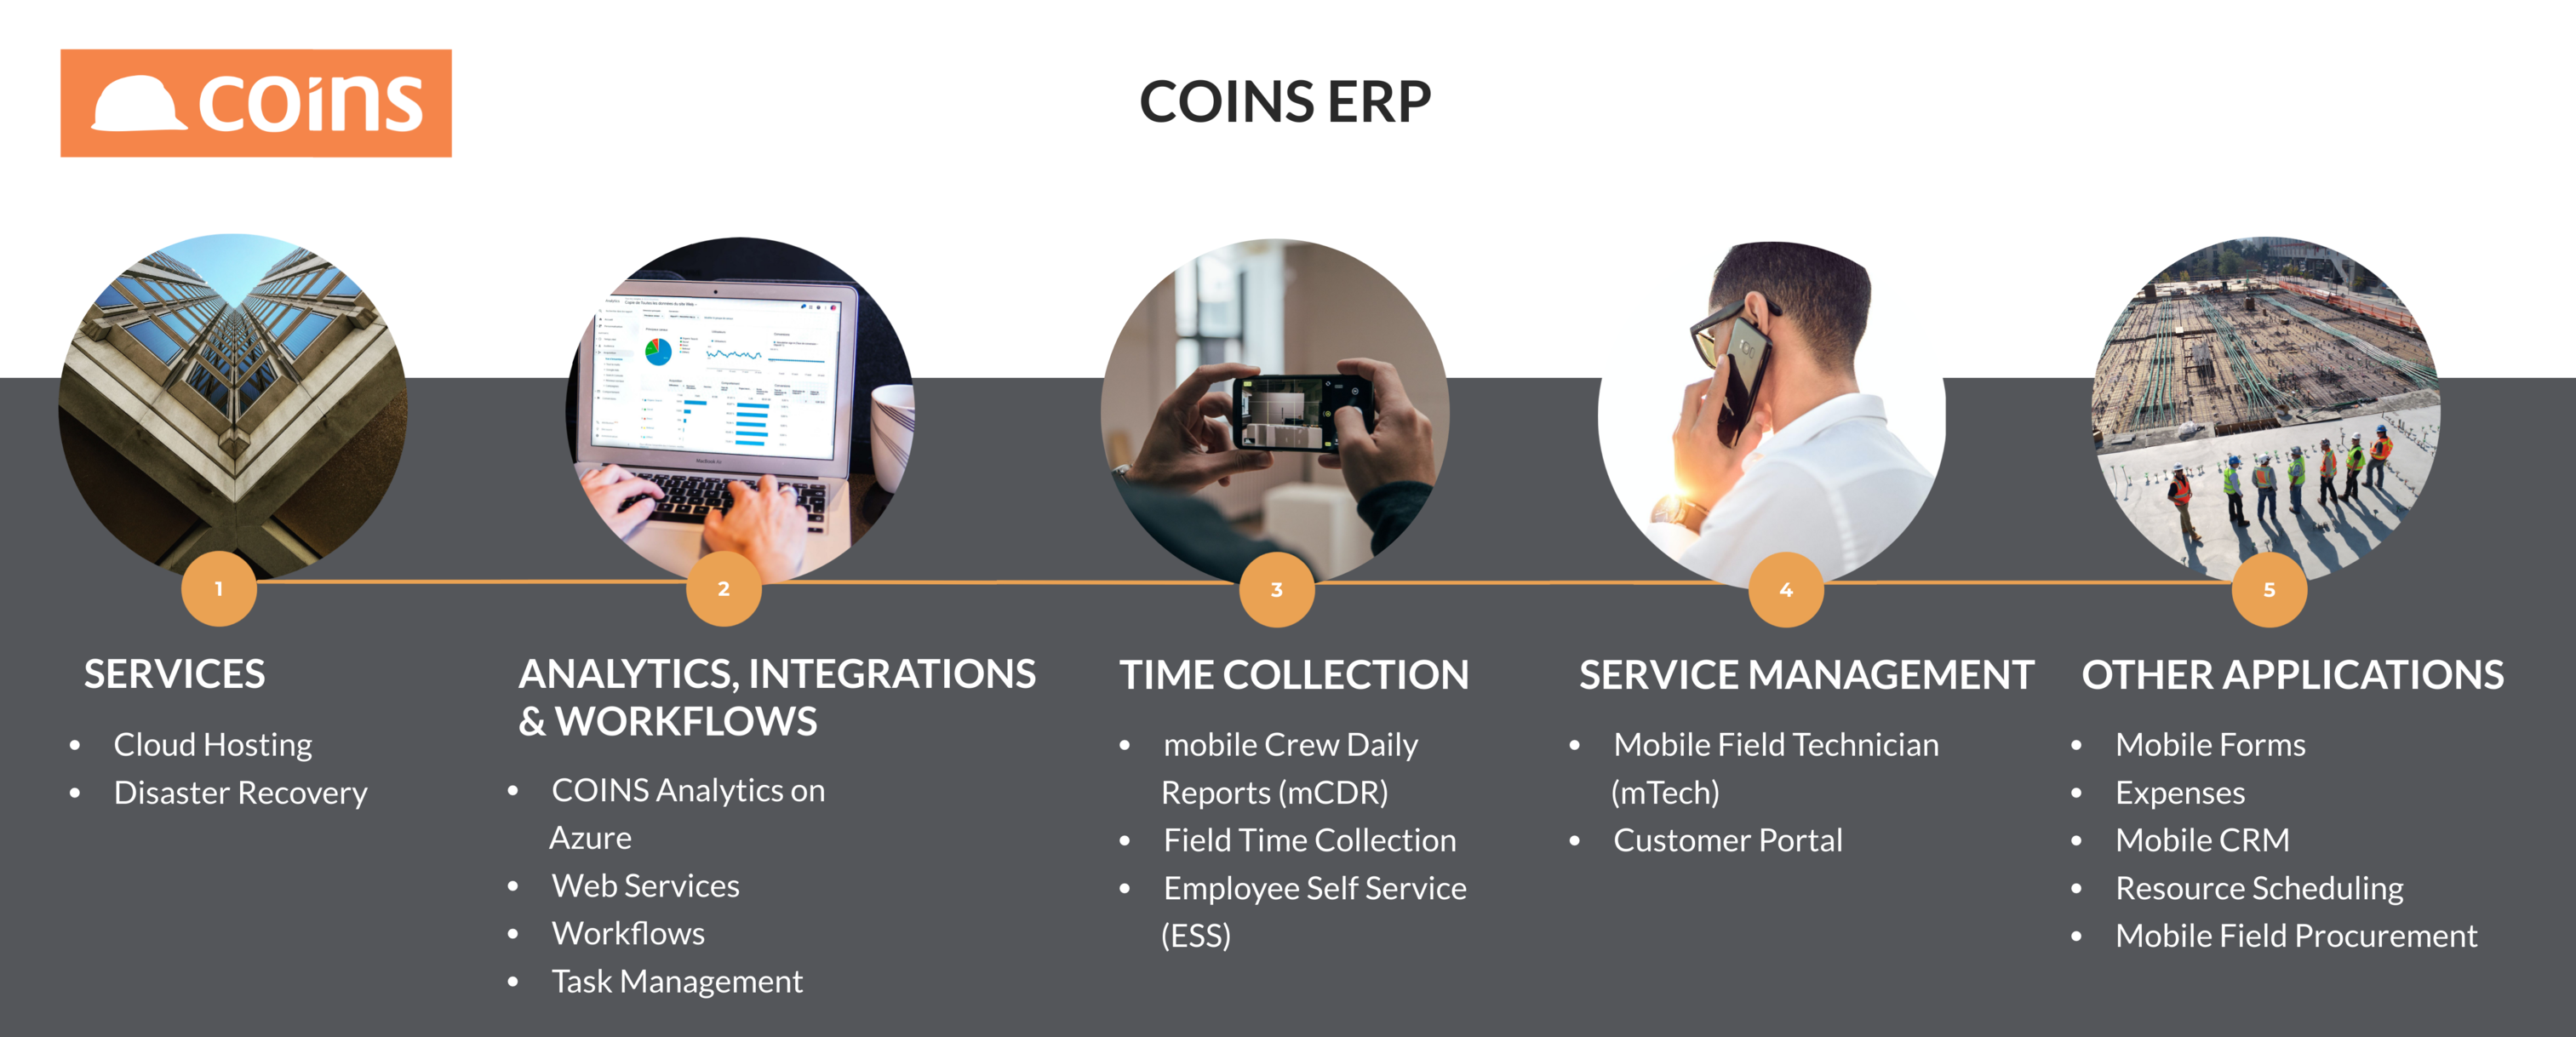 coins
COINS ERP
1
SERVICES
• Cloud Hosting
• Disaster Recovery
2
ANALYTICS, INTEGRATIONS
& WORKFLOWS
• COINS Analytics on
Azure
• Web Services
• Workflows
• Task Management
3
TIME COLLECTION
• mobile Crew Daily
Reports (mCDR)
• Field Time Collection
• Employee Self Service
(ESS)
4
SERVICE MANAGEMENT
• Mobile Field Technician
(mTech)
• Customer Portal
5
OTHER APPLICATIONS
• Mobile Forms
• Expenses
• Mobile CRM
• Resource Scheduling
• Mobile Field Procurement